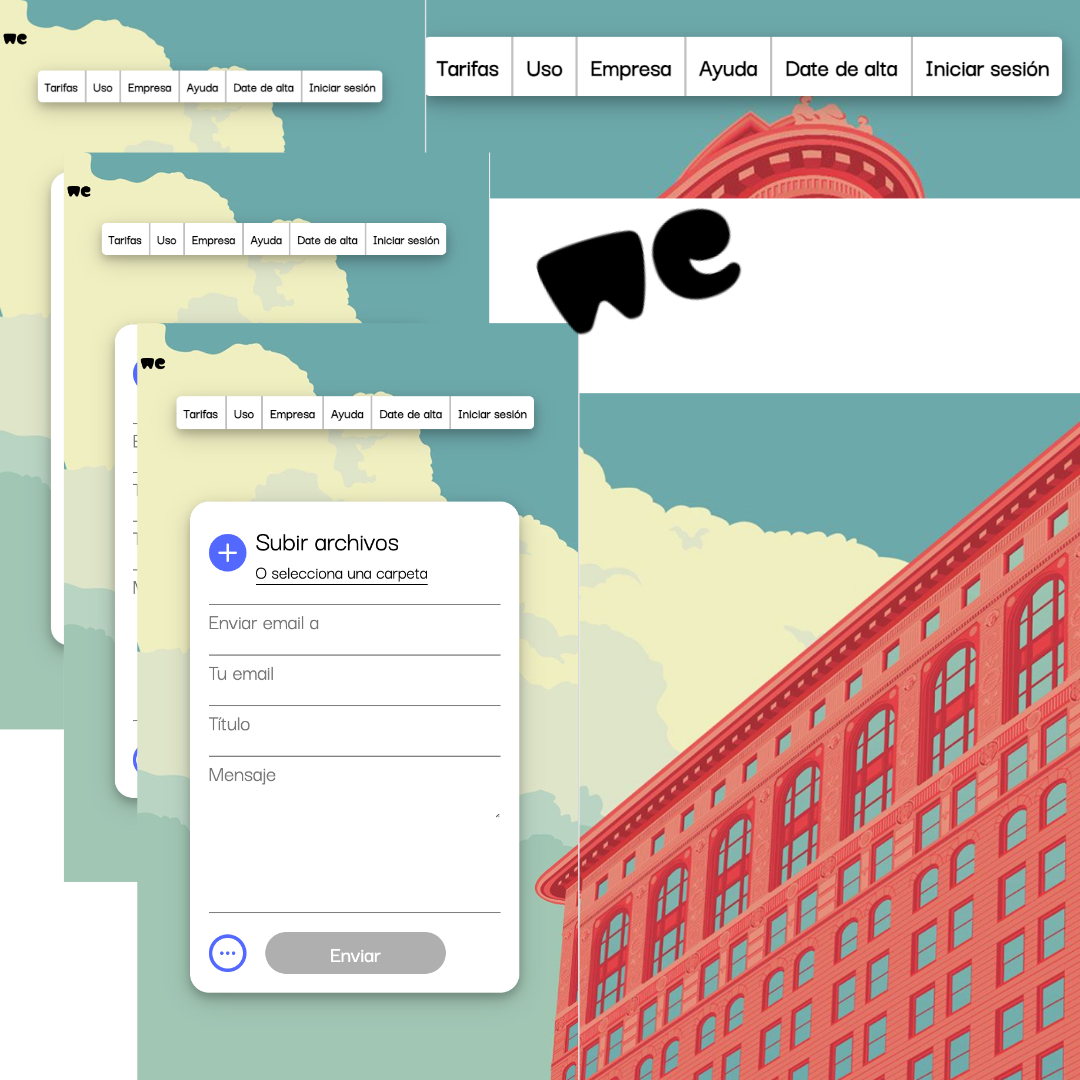 we
Tarifas Uso Empresa Ayuda Date de alta Iniciar sesión
Tarifas Uso Empresa Ayuda Date de alta Iniciar sesión
we
Tarifas Uso Empresa Ayuda Date de alta Iniciar sesión
we
we
Tarifas Uso Empresa Ayuda Date de alta Iniciar sesión
Subir archivos
O selecciona una carpeta
Enviar email a
Tu email
Título
Mensaje
Enviar